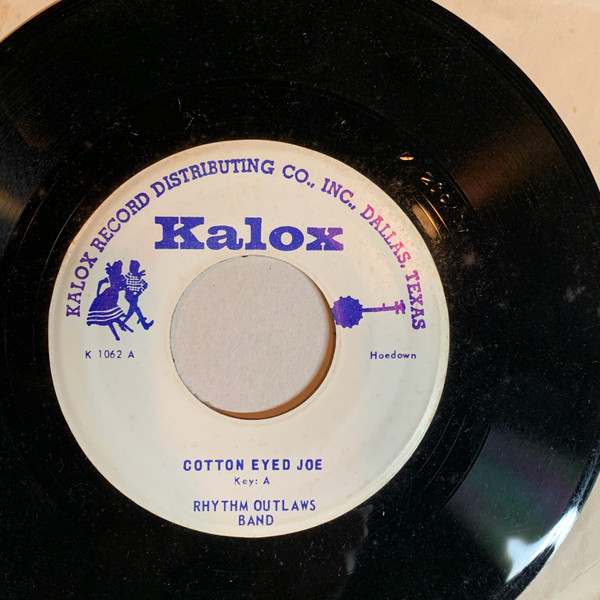 KALOX RECORD DISTRIBUTING CO., INC., DALLAS, TEXAS
Kalox
K 1062 A
Hoedown
COTTON EYED JOE
Key: A
RHYTHM OUTLAWS
BAND